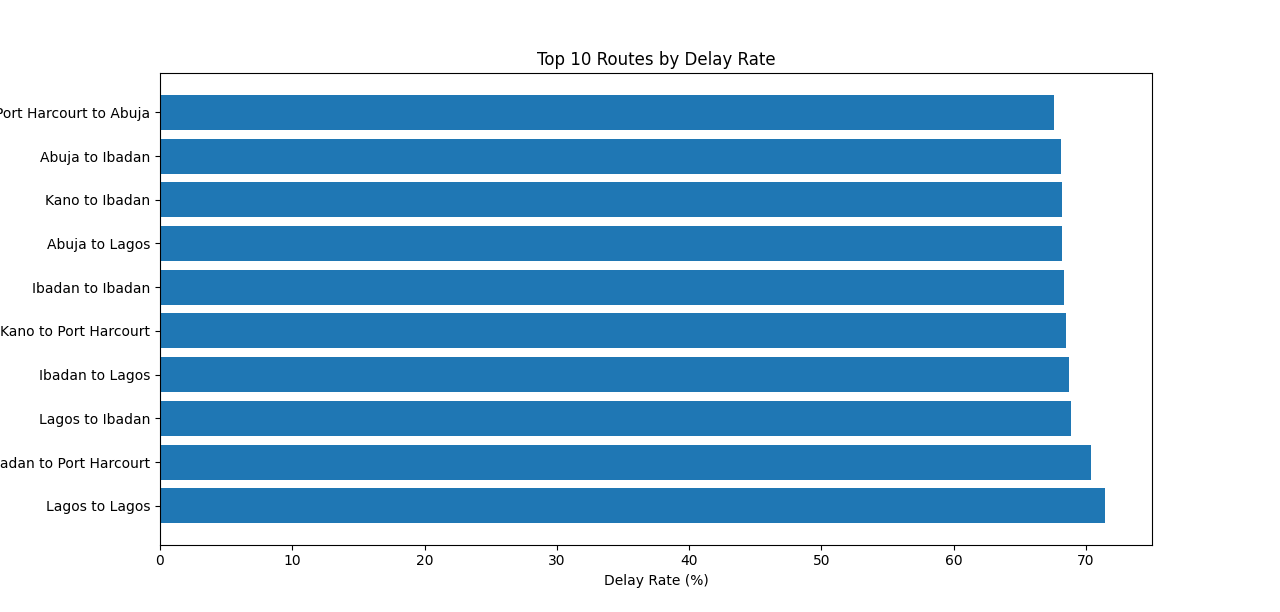 Top 10 Routes by Delay Rate
Port Harcourt to Abuja
Abuja to Ibadan
Kano to Ibadan
Abuja to Lagos
Ibadan to Ibadan
Kano to Port Harcourt
Ibadan to Lagos
Lagos to Ibadan
adan to Port Harcourt
Lagos to Lagos
0 10 20 30 40 50 60 70
Delay Rate (%)